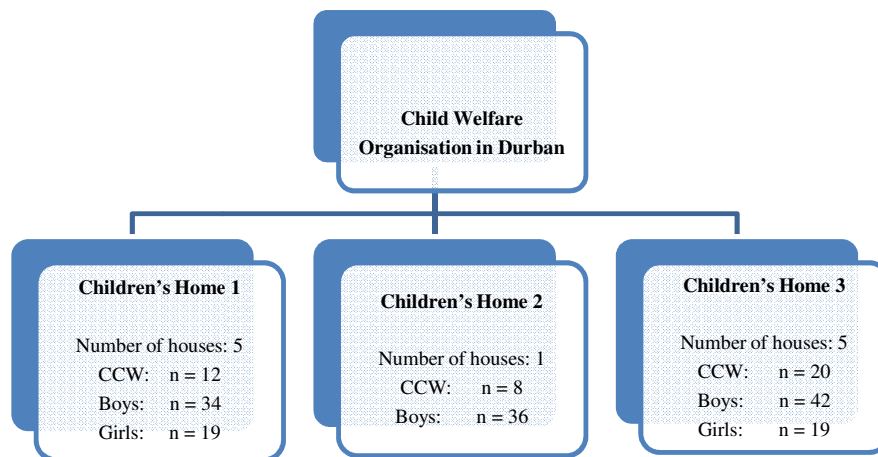 Child Welfare
Organisation in Durban
Children's Home 1
Number of houses: 5
CCW: n = 12
Boys: n = 34
Girls: n = 19
Children's Home 2
Number of houses: 1
CCW: n = 8
Boys: n = 36
Children's Home 3
Number of houses: 5
CCW: n = 20
Boys: n = 42
Girls: n = 19